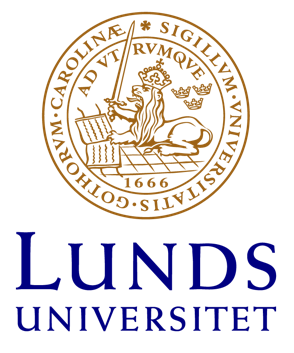 SIGILLVM·VNIVERSITATIS·GOTHORVM·CAROLINÆ
AD VTRVMQVE
1666
LUNDS
UNIVERSITET